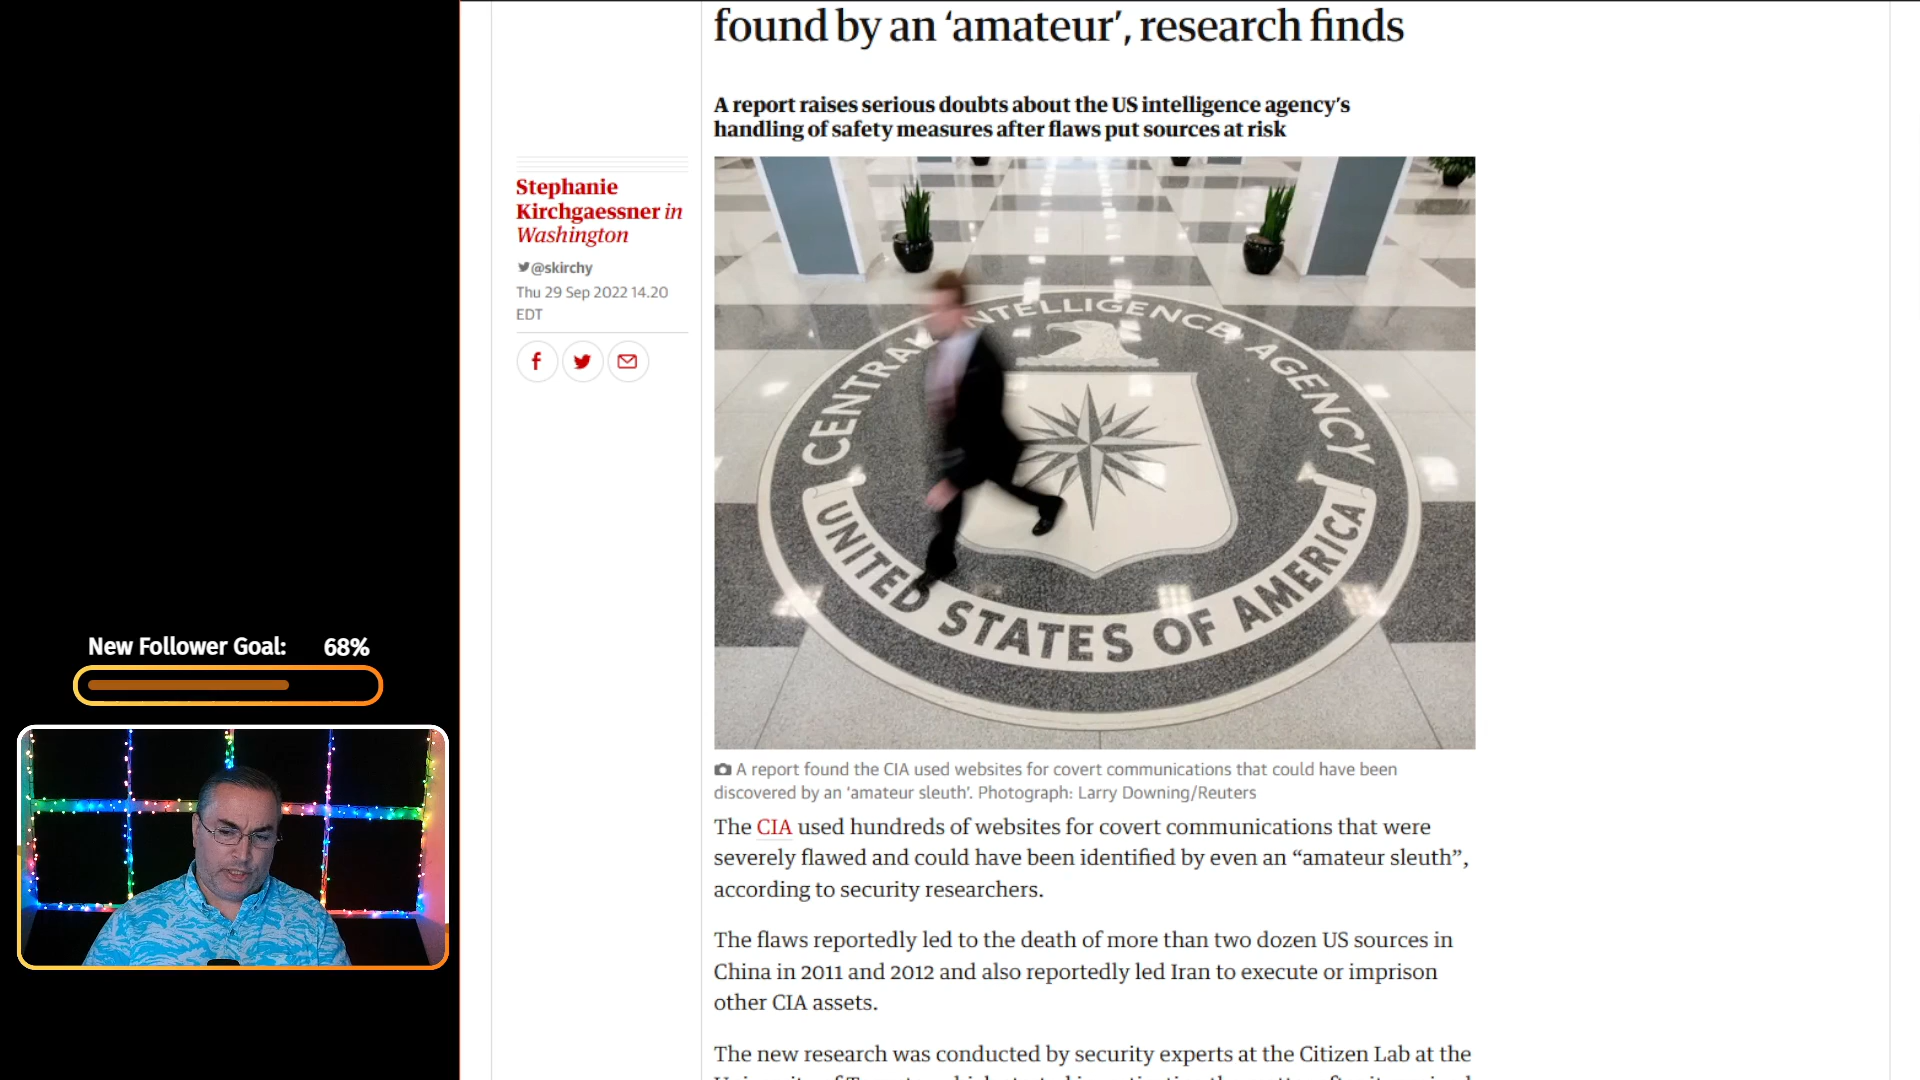 found by an ‘amateur’, research finds
A report raises serious doubts about the US intelligence agency’s
handling of safety measures after flaws put sources at risk
Stephanie
Kirchgaessner in
Washington
@skirchy
Thu 29 Sep 2022 14.20
EDT
CENTRAL INTELLIGENCE AGENCY
UNITED STATES OF AMERICA
New Follower Goal: 68%
A report found the CIA used websites for covert communications that could have been
discovered by an ‘amateur sleuth’. Photograph: Larry Downing/Reuters
The CIA used hundreds of websites for covert communications that were
severely flawed and could have been identified by even an “amateur sleuth”,
according to security researchers.
The flaws reportedly led to the death of more than two dozen US sources in
China in 2011 and 2012 and also reportedly led Iran to execute or imprison
other CIA assets.
The new research was conducted by security experts at the Citizen Lab at the